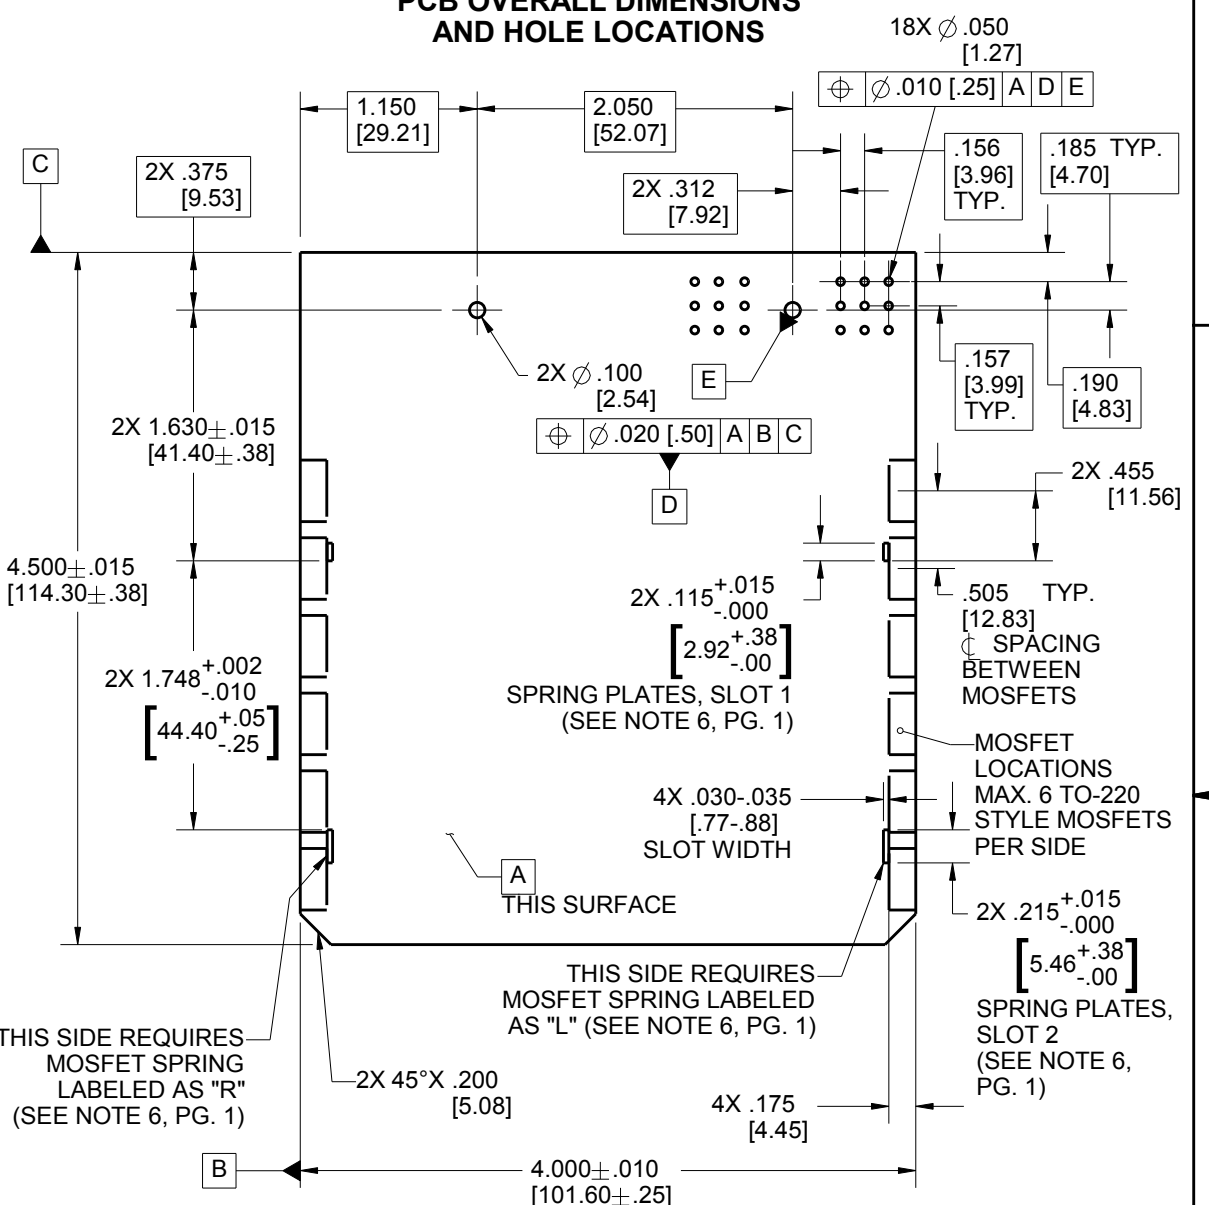 PCB OVERALL DIMENSIONS
AND HOLE LOCATIONS
18X ∅ .050
[1.27]
⌖ ∅ .010 [.25] A D E
1.150
[29.21]
2.050
[52.07]
.156
[3.96]
TYP.
.185 TYP.
[4.70]
C
2X .375
[9.53]
2X .312
[7.92]
2X ∅ .100
[2.54]
E
.157
[3.99]
TYP.
.190
[4.83]
⌖ ∅ .020 [.50] A B C
D
2X 1.630±.015
[41.40±.38]
2X .455
[11.56]
4.500±.015
[114.30±.38]
2X .115 +.015
-.000
[2.92 +.38
-.00]
SPRING PLATES, SLOT 1
(SEE NOTE 6, PG. 1)
.505 TYP.
[12.83]
℄ SPACING
BETWEEN
MOSFETS
2X 1.748 +.002
-.010
[44.40 +.05
-.25]
MOSFET
LOCATIONS
MAX. 6 TO-220
STYLE MOSFETS
PER SIDE
4X .030-.035
[.77-.88]
SLOT WIDTH
A
THIS SURFACE
2X .215 +.015
-.000
[5.46 +.38
-.00]
SPRING PLATES,
SLOT 2
(SEE NOTE 6,
PG. 1)
THIS SIDE REQUIRES
MOSFET SPRING LABELED
AS "L" (SEE NOTE 6, PG. 1)
THIS SIDE REQUIRES
MOSFET SPRING
LABELED AS "R"
(SEE NOTE 6, PG. 1)
2X 45°X .200
[5.08]
4X .175
[4.45]
B
4.000±.010
[101.60±.25]